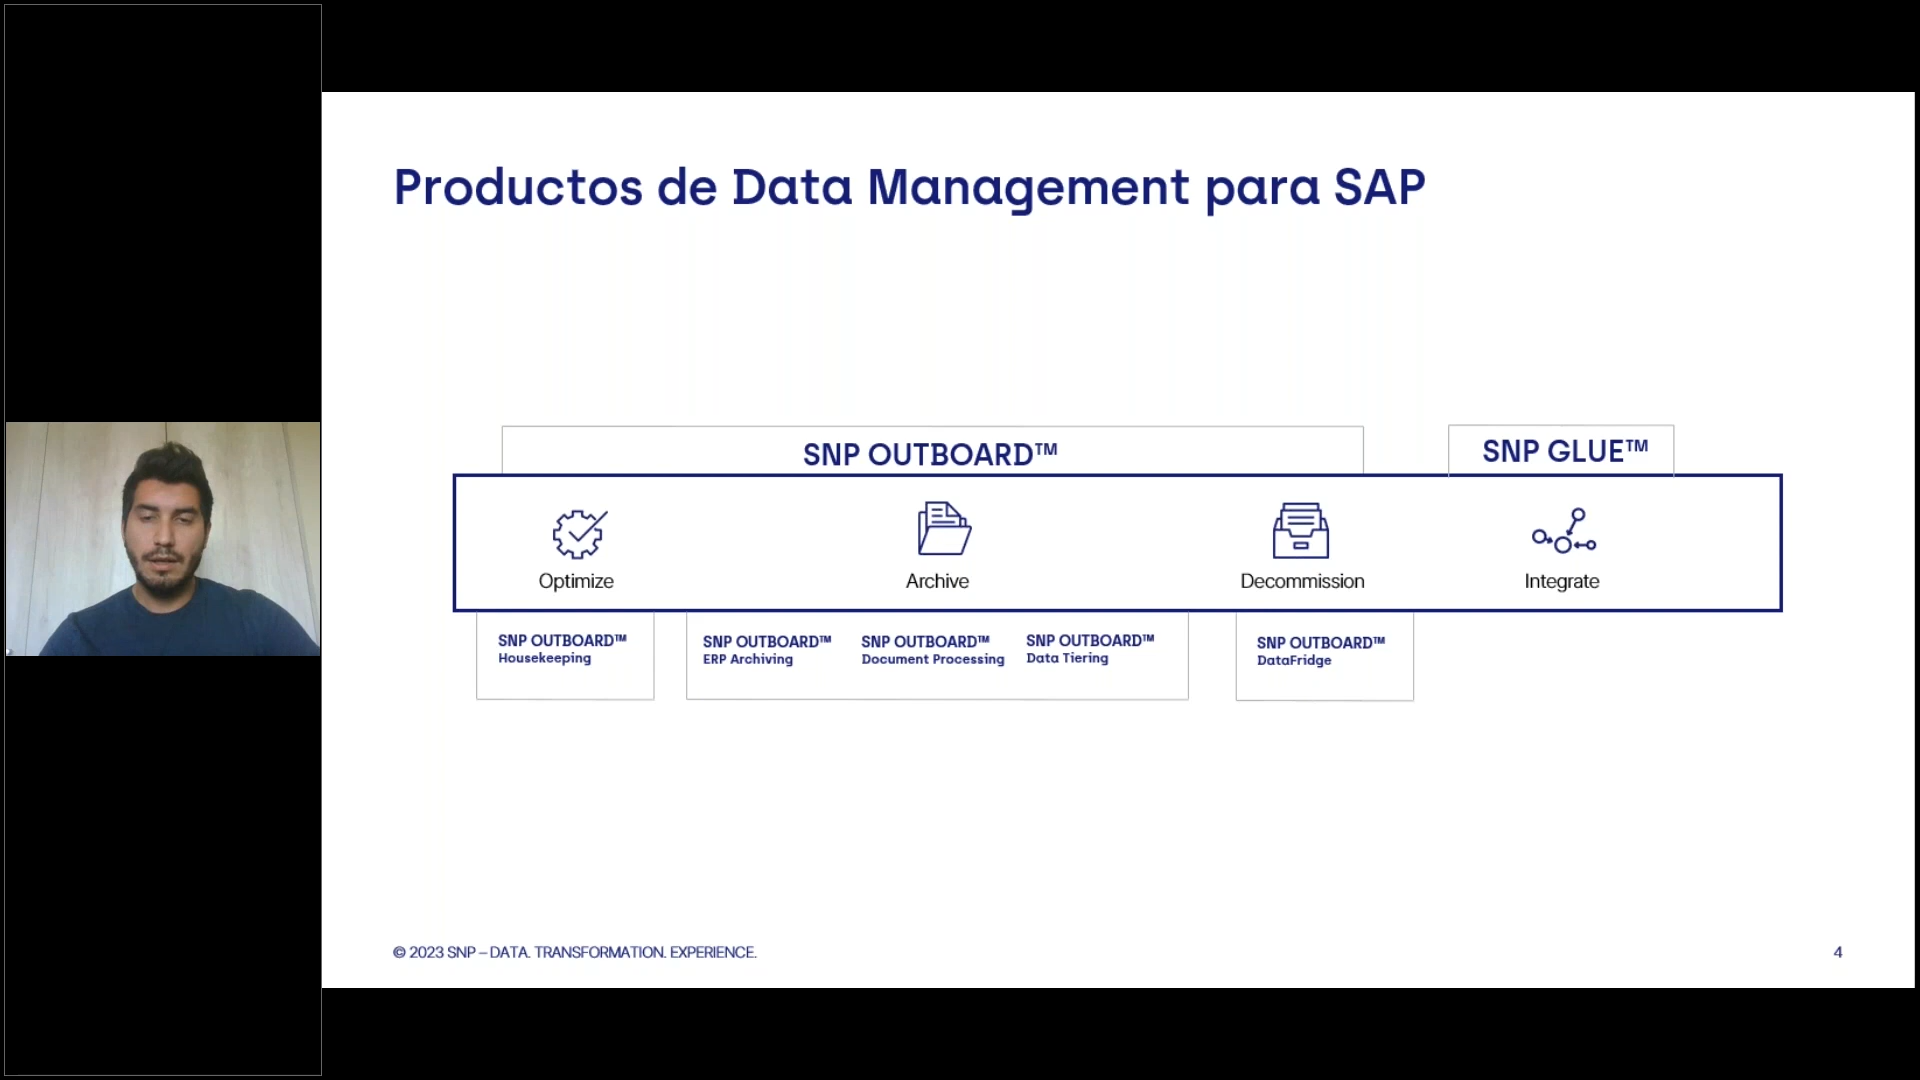 Productos de Data Management para SAP
SNP OUTBOARD™
SNP GLUE™
Optimize
Archive
Decommission
Integrate
SNP OUTBOARD™
Housekeeping
SNP OUTBOARD™
ERP Archiving
SNP OUTBOARD™
Document Processing
SNP OUTBOARD™
Data Tiering
SNP OUTBOARD™
DataFridge
© 2023 SNP – DATA. TRANSFORMATION. EXPERIENCE.
4